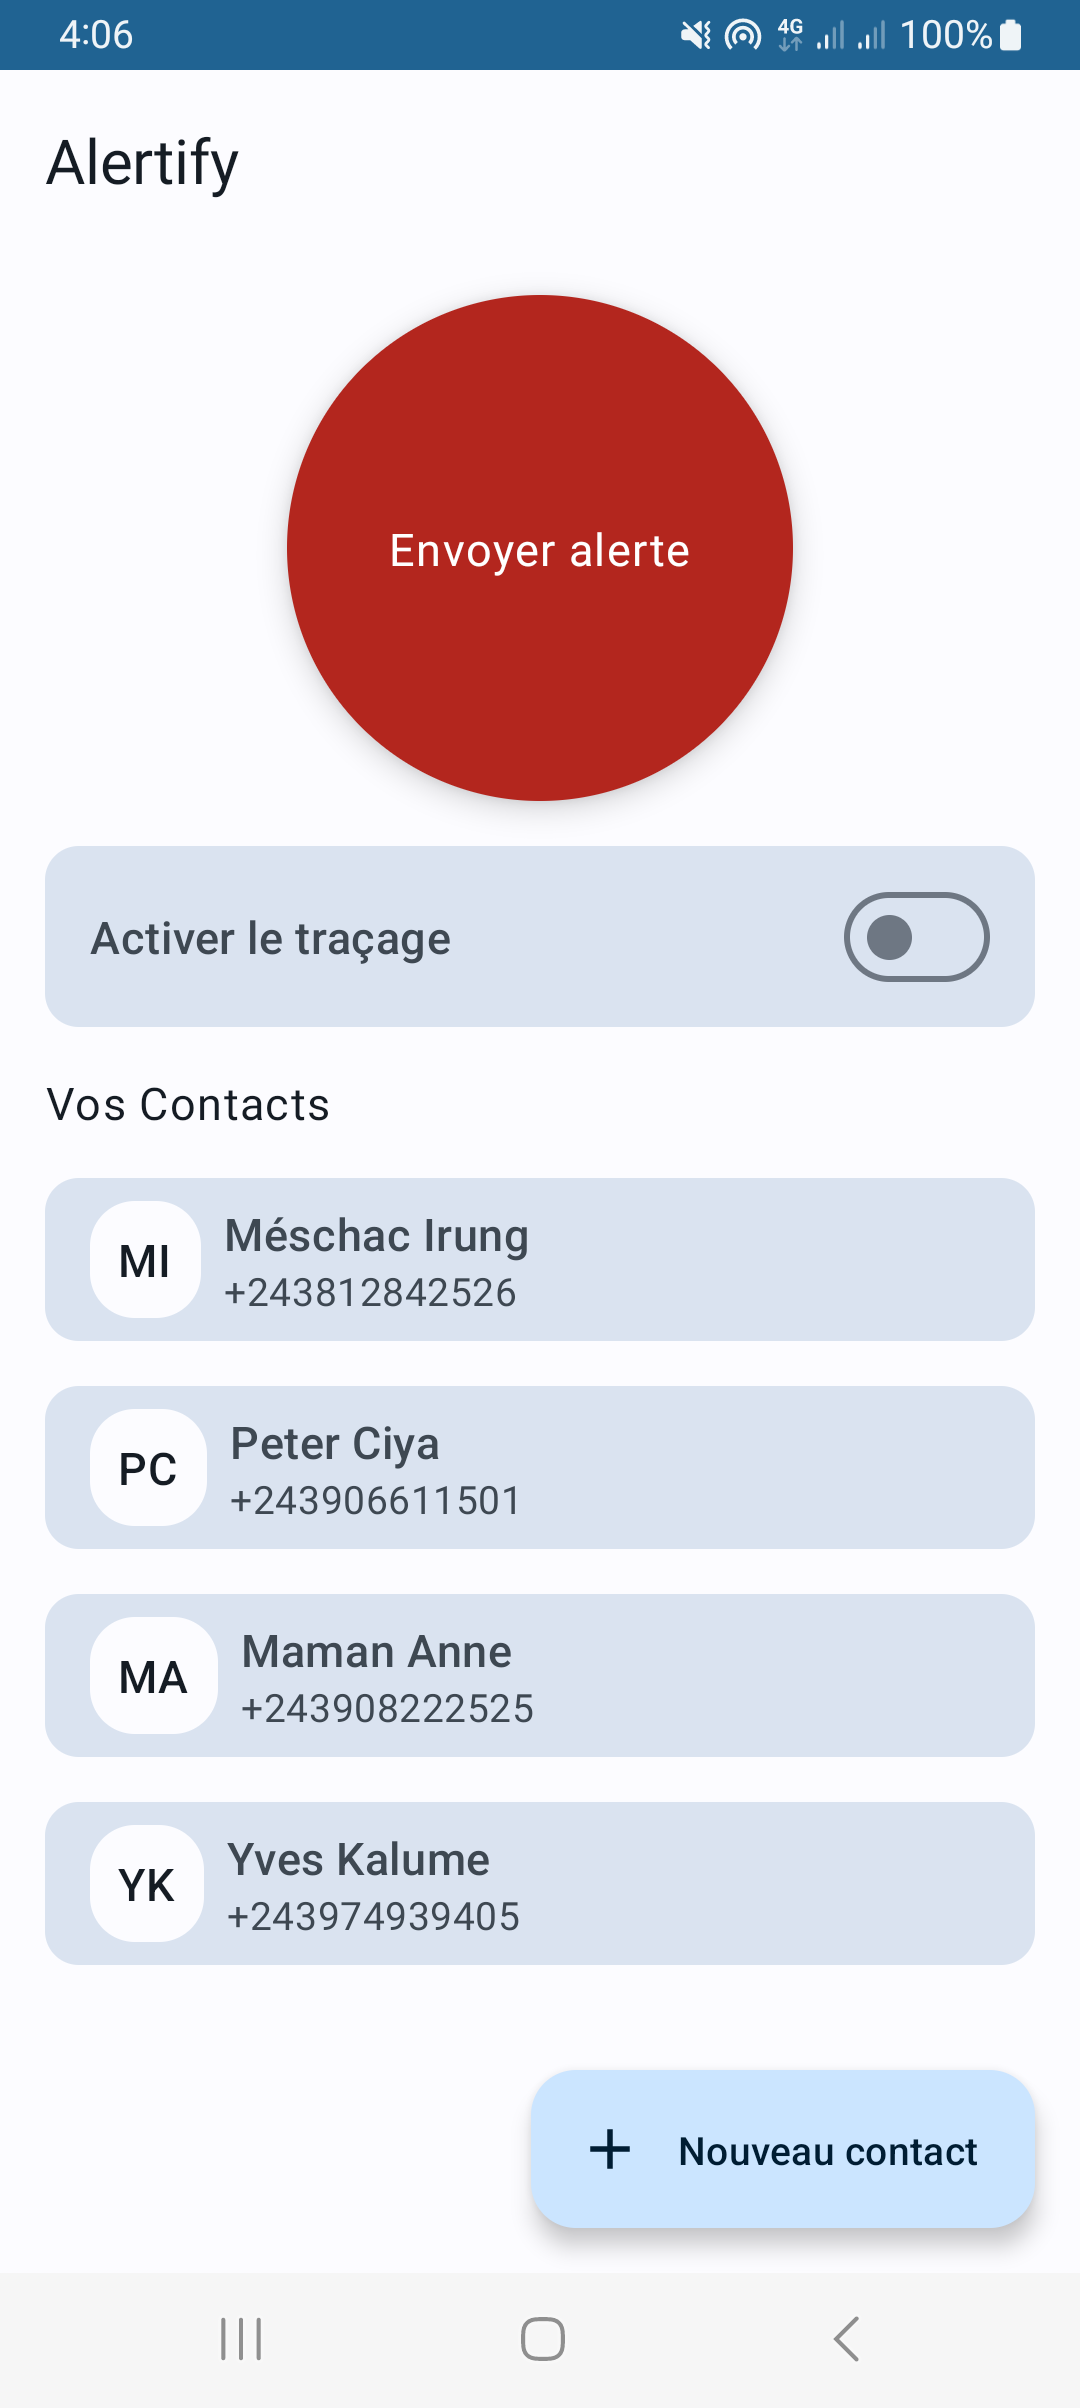 4:06
4G 100%
Alertify
Envoyer alerte
Activer le traçage
Vos Contacts
MI
Méschac Irung
+243812842526
PC
Peter Ciya
+243906611501
MA
Maman Anne
+243908222525
YK
Yves Kalume
+243974939405
Nouveau contact